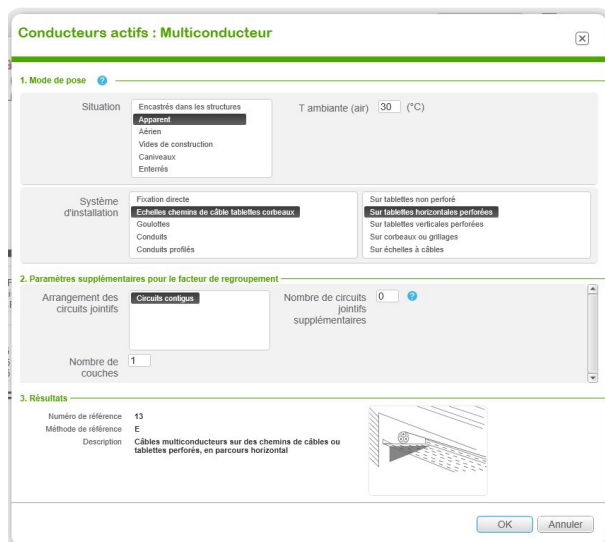 Conducteurs actifs : Multiconducteur
1. Mode de pose ?
Situation
Encastrés dans les structures
Apparent
Aérien
Vides de construction
Caniveaux
Enterrés
T ambiante (air) 30 (°C)
Système d'installation
Fixation directe
Echelles chemins de câble tablettes corbeaux
Goulottes
Conduits
Conduits profilés
Sur tablettes non perforé
Sur tablettes horizontales perforées
Sur tablettes verticales perforées
Sur corbeaux ou grillages
Sur échelles à câbles
2. Paramètres supplémentaires pour le facteur de regroupement
Arrangement des
circuits jointifs
Circuits contigus
Nombre de circuits 0 ?
jointifs
supplémentaires
Nombre de 1
couches
3. Résultats
Numéro de référence 13
Méthode de référence E
Description Câbles multiconducteurs sur des chemins de câbles ou
tablettes perforés, en parcours horizontal
OK Annuler